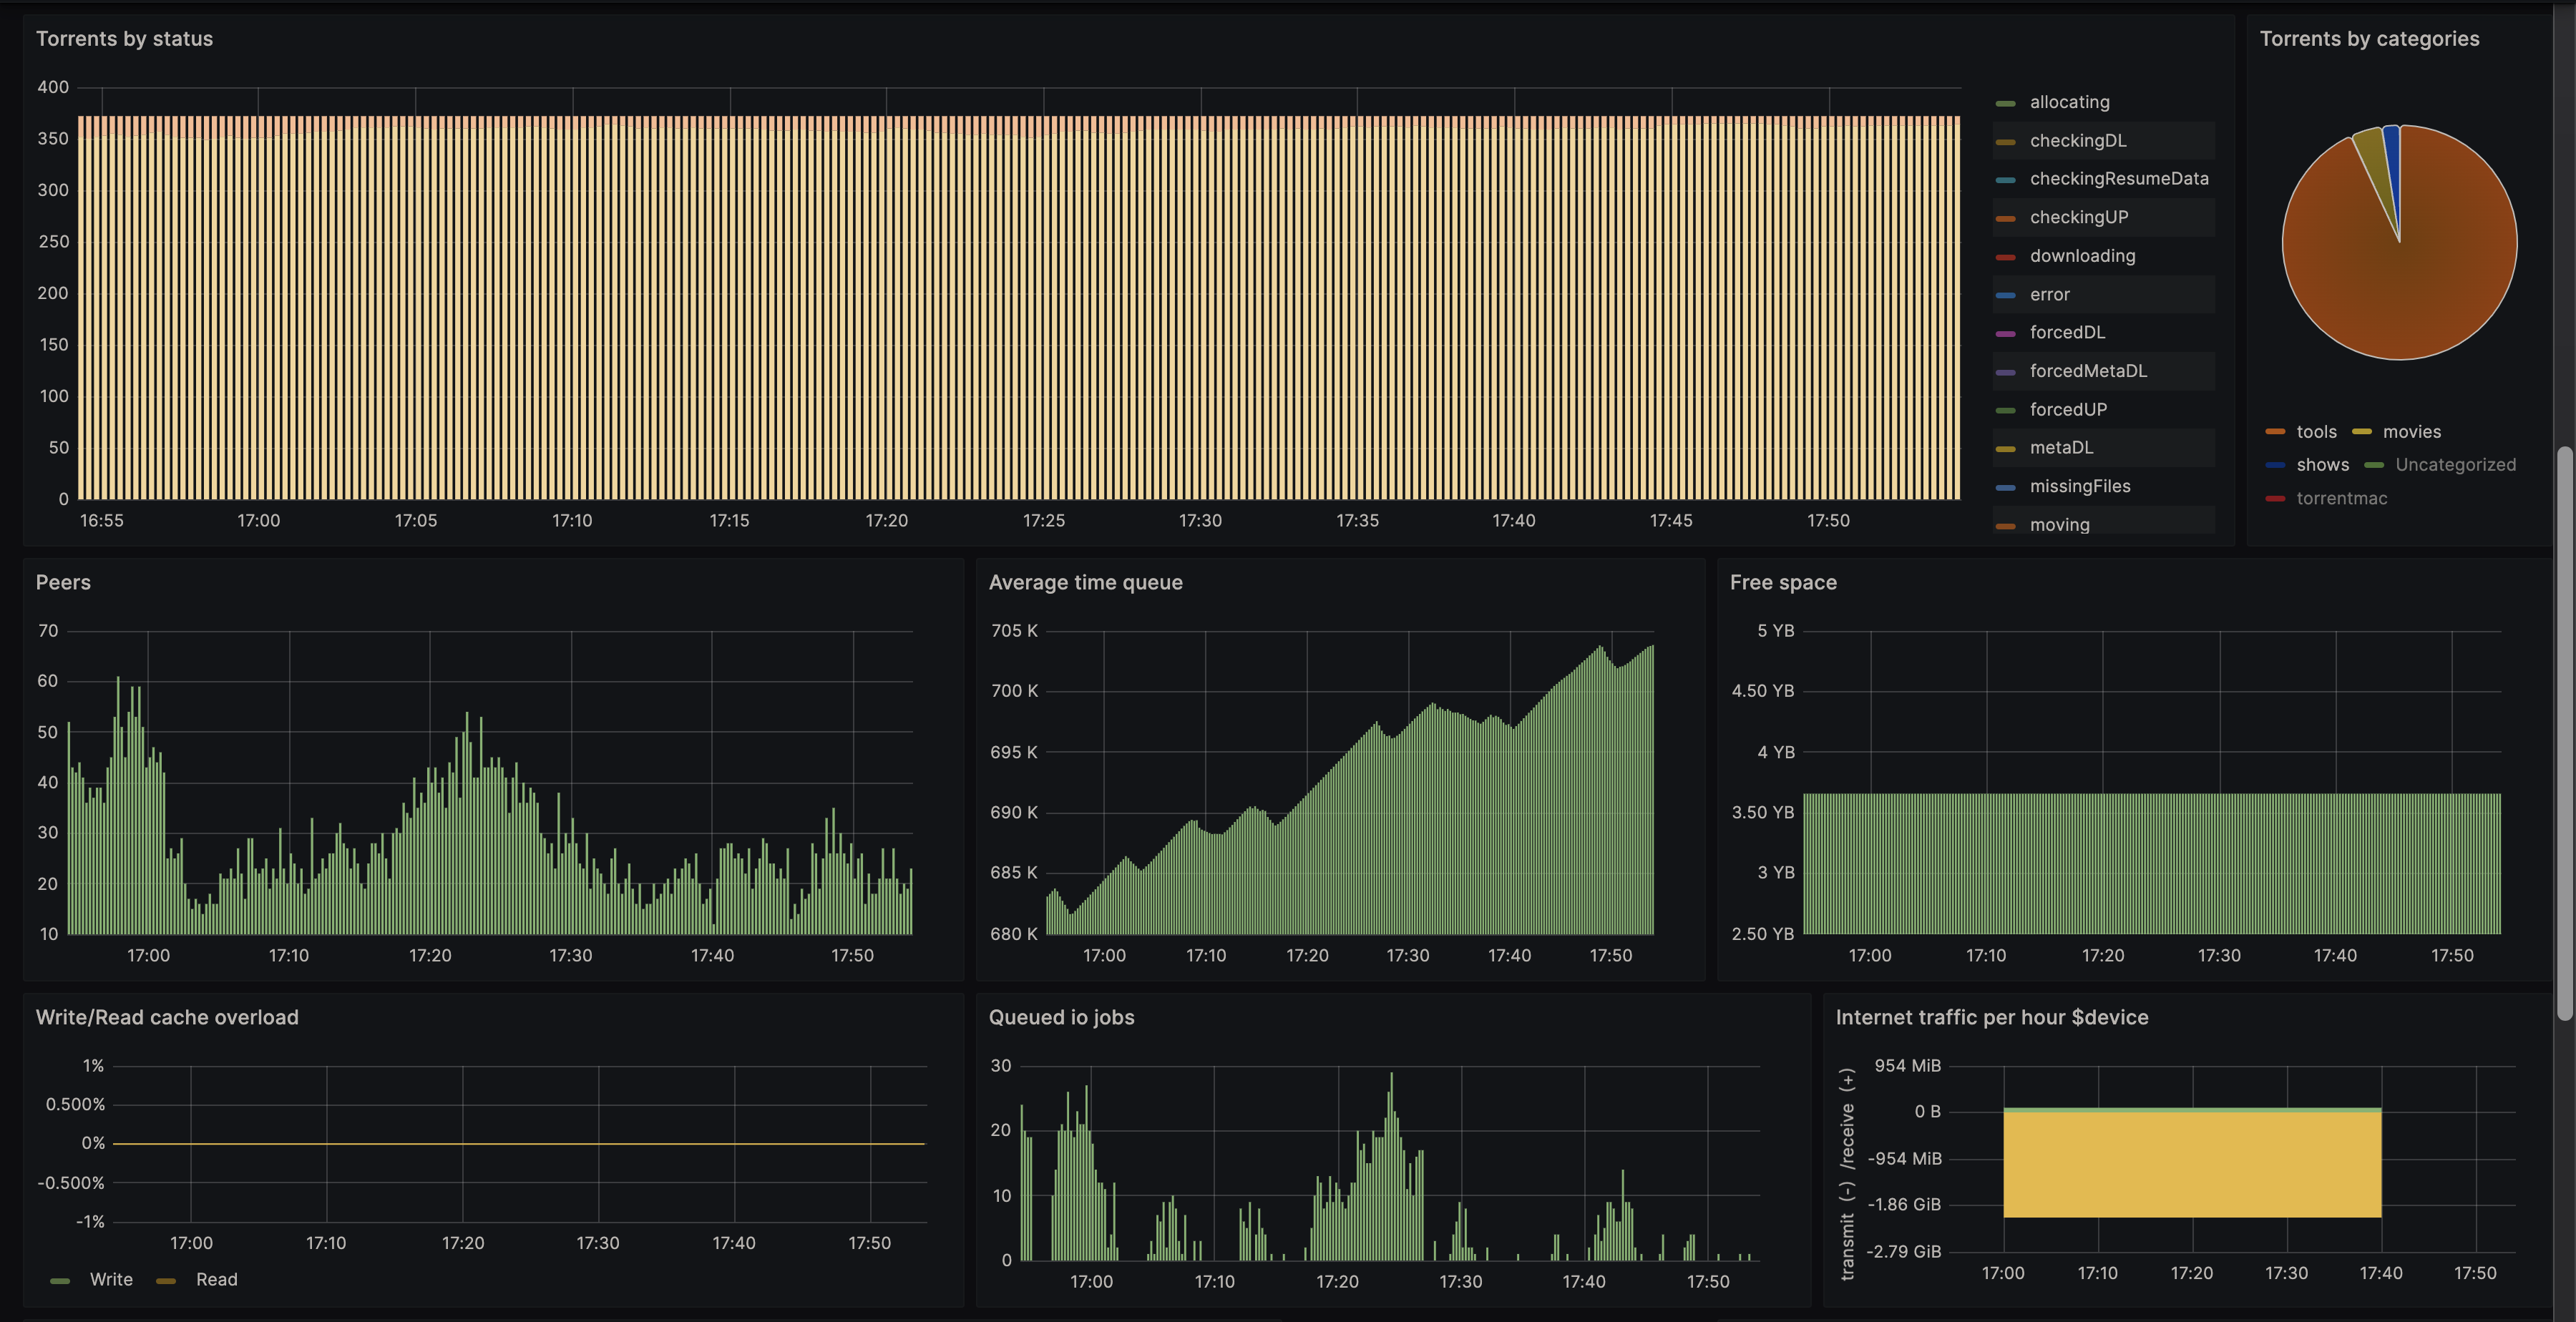 Torrents by status
400
350
300
250
200
150
100
50
0
16:55 17:00 17:05 17:10 17:15 17:20 17:25 17:30 17:35 17:40 17:45 17:50
allocating
checkingDL
checkingResumeData
checkingUP
downloading
error
forcedDL
forcedMetaDL
forcedUP
metaDL
missingFiles
moving
Torrents by categories
tools movies
shows Uncategorized
torrentmac
Peers
70
60
50
40
30
20
10
17:00 17:10 17:20 17:30 17:40 17:50
Average time queue
705 K
700 K
695 K
690 K
685 K
680 K
17:00 17:10 17:20 17:30 17:40 17:50
Free space
5 YB
4.50 YB
4 YB
3.50 YB
3 YB
2.50 YB
17:00 17:10 17:20 17:30 17:40 17:50
Write/Read cache overload
1%
0.500%
0%
-0.500%
-1%
17:00 17:10 17:20 17:30 17:40 17:50
Write Read
Queued io jobs
30
20
10
0
17:00 17:10 17:20 17:30 17:40 17:50
Internet traffic per hour $device
transmit (-) /receive (+)
954 MiB
0 B
-954 MiB
-1.86 GiB
-2.79 GiB
17:00 17:10 17:20 17:30 17:40 17:50